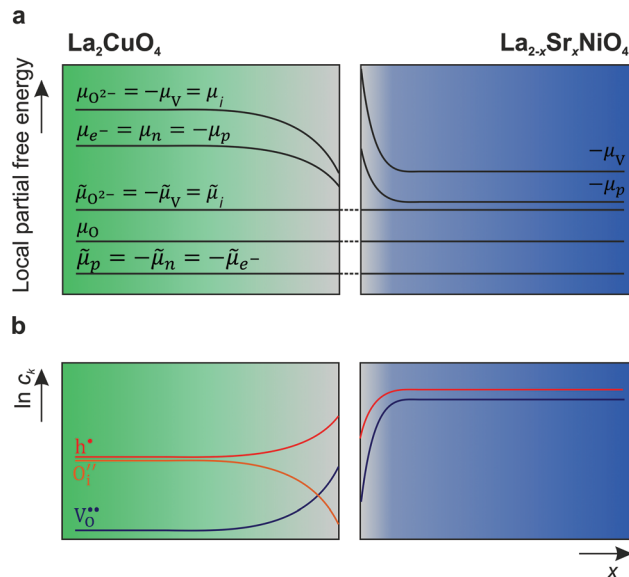 a
La₂CuO₄
La₂₋ₓSrₓNiO₄
Local partial free energy
μ_O²⁻ = −μ_V = μ_i
μ_e⁻ = μ_n = −μ_p
−μ_V
−μ_p
μ̃_O²⁻ = −μ̃_V = μ̃_i
μ_O
μ̃_p = −μ̃_n = −μ̃_e⁻
b
ln c_k
h•
O_i′′
V_O••
x